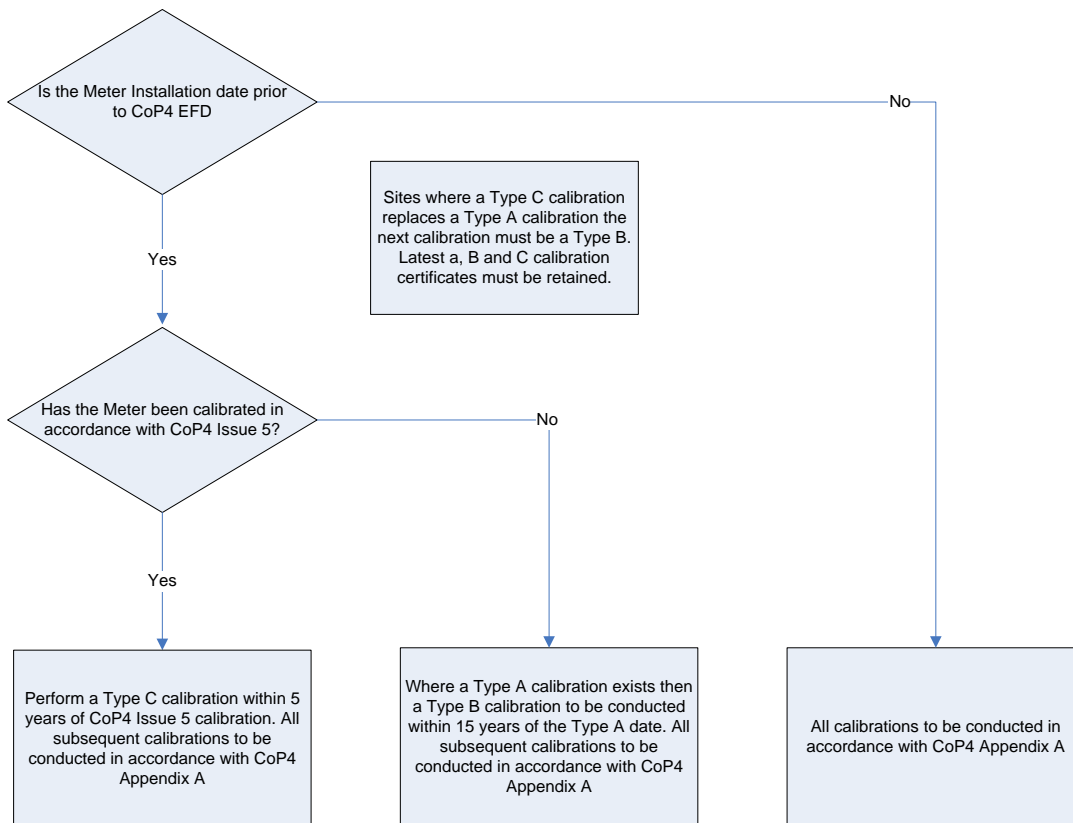 Is the Meter Installation date prior
to CoP4 EFD
No
Sites where a Type C calibration
replaces a Type A calibration the
next calibration must be a Type B.
Latest a, B and C calibration
certificates must be retained.
Yes
Has the Meter been calibrated in
accordance with CoP4 Issue 5?
No
Yes
Perform a Type C calibration within 5
years of CoP4 Issue 5 calibration. All
subsequent calibrations to be
conducted in accordance with CoP4
Appendix A
Where a Type A calibration exists then
a Type B calibration to be conducted
within 15 years of the Type A date. All
subsequent calibrations to be
conducted in accordance with CoP4
Appendix A
All calibrations to be conducted in
accordance with CoP4 Appendix A